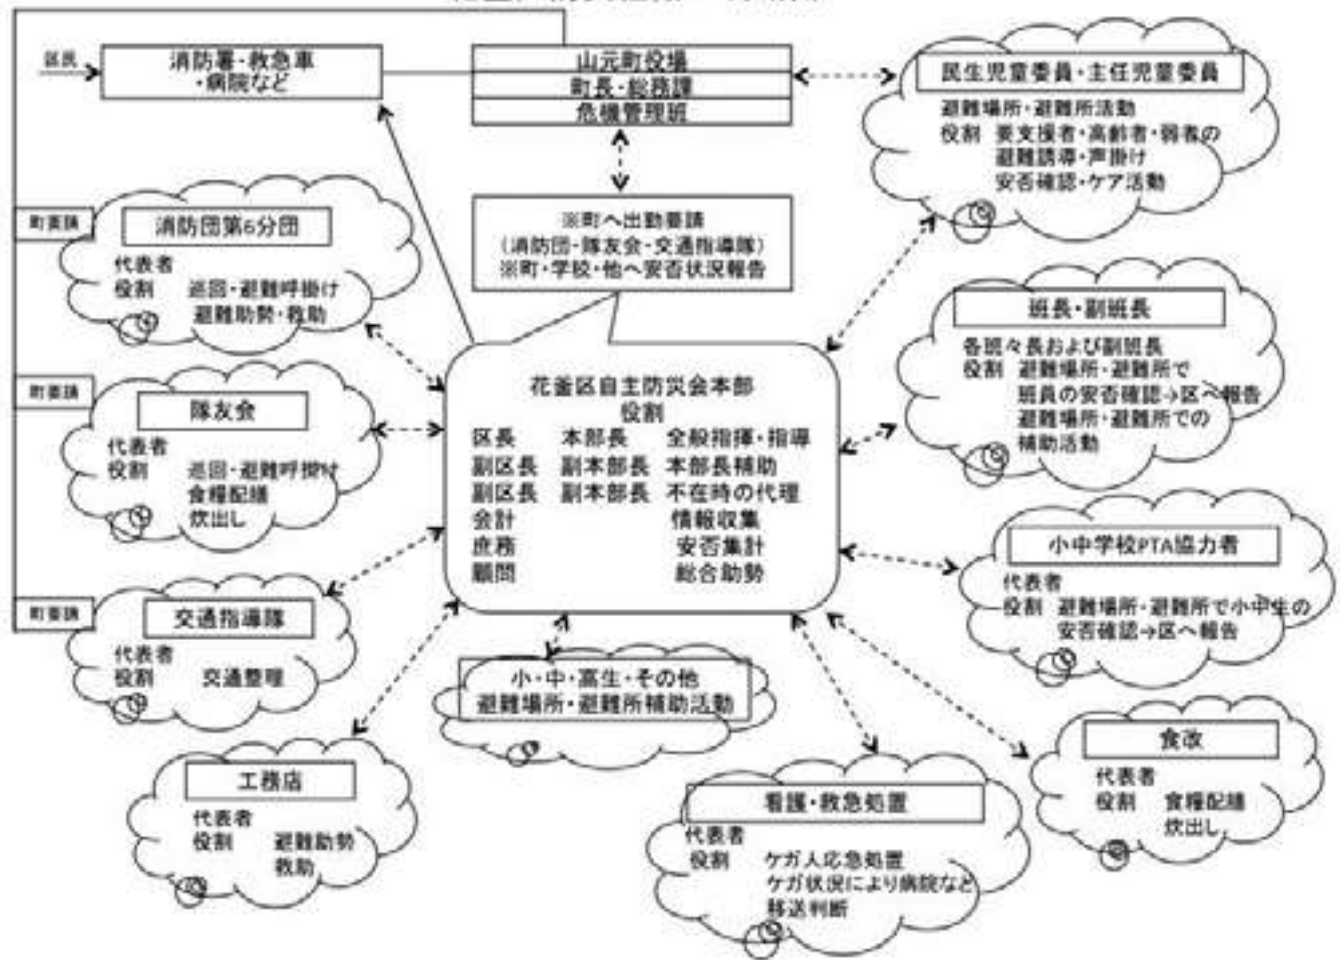 区民
消防署・救急車
・病院など
山元町役場
町長・総務課
危機管理班
民生児童委員・主任児童委員
避難場所・避難所活動
役割 要支援者・高齢者・弱者の
避難誘導・声掛け
安否確認・ケア活動
町要請
消防団第6分団
代表者
役割 巡回・避難呼掛け
避難助勢・救助
※町へ出動要請
(消防団・隊友会・交通指導隊)
※町・学校・他へ安否状況報告
班長・副班長
各班々長および副班長
役割 避難場所・避難所で
班員の安否確認→区へ報告
避難場所・避難所での
補助活動
町要請
隊友会
代表者
役割 巡回・避難呼掛け
食糧配膳
炊出し
花釜区自主防災会本部
役割
区長 本部長 全般指揮・指導
副区長 副本部長 本部長補助
副区長 副本部長 不在時の代理
会計 情報収集
庶務 安否集計
顧問 総合助勢
小中学校PTA協力者
代表者
役割 避難場所・避難所で小中生の
安否確認→区へ報告
町要請
交通指導隊
代表者
役割 交通整理
小・中・高生・その他
避難場所・避難所補助活動
食改
代表者
役割 食糧配膳
炊出し
工務店
代表者
役割 避難助勢
救助
看護・救急処置
代表者
役割 ケガ人応急処置
ケガ状況により病院など
移送判断